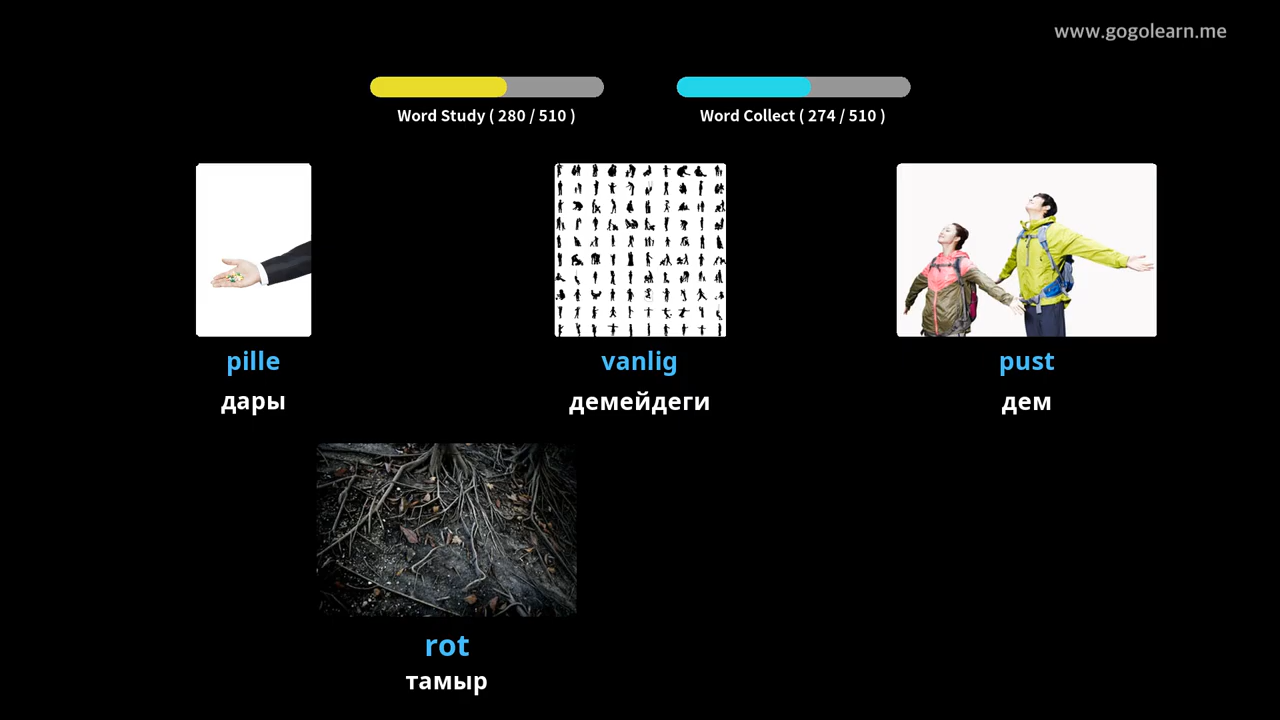 www.gogolearn.me
Word Study ( 280 / 510 )
Word Collect ( 274 / 510 )
pille
дары
vanlig
демейдеги
pust
дем
rot
тамыр